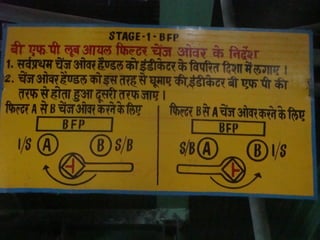 STAGE-1-BFP
बी एफ पी लूब आयल फिल्टर चेंज ओवर के निर्देश
1. सर्वप्रथम चेंज ओवर हैण्डल को इंडीकेटर के विपरित दिशा में लगाए।
2. चेंज ओवर हैण्डल को इस तरह से घूमाए की, इंडीकेटर बी एफ पी की
तरफ से होता हुआ दूसरी तरफ जाए।
फिल्टर A से B चेंज ओवर करने के लिए
BFP
I/S A B S/B
फिल्टर B से A चेंज ओवर करने के लिए
BFP
S/B A B I/S